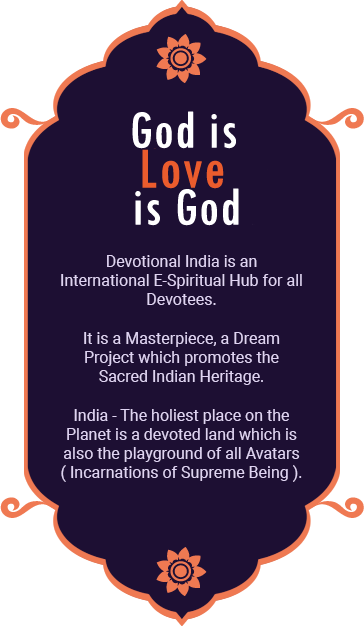 God is
Love
is God
Devotional India is an
International E-Spiritual Hub for all
Devotees.
It is a Masterpiece, a Dream
Project which promotes the
Sacred Indian Heritage.
India - The holiest place on the
Planet is a devoted land which is
also the playground of all Avatars
( Incarnations of Supreme Being ).